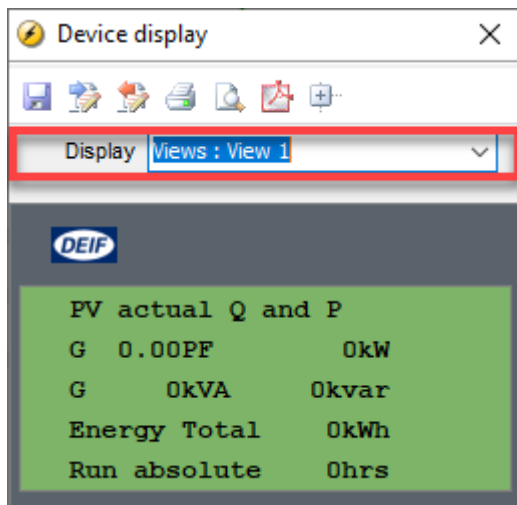 Device display
Display Views : View 1
DEIF
PV actual Q and P
G 0.00PF 0kW
G 0kVA 0kvar
Energy Total 0kWh
Run absolute 0hrs